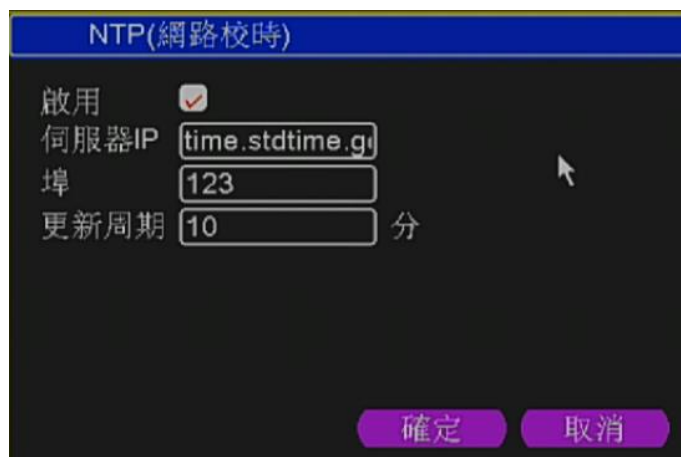 NTP(網路校時)
啟用
伺服器IP time.stdtime.g
埠 123
更新周期 10 分
確定 取消